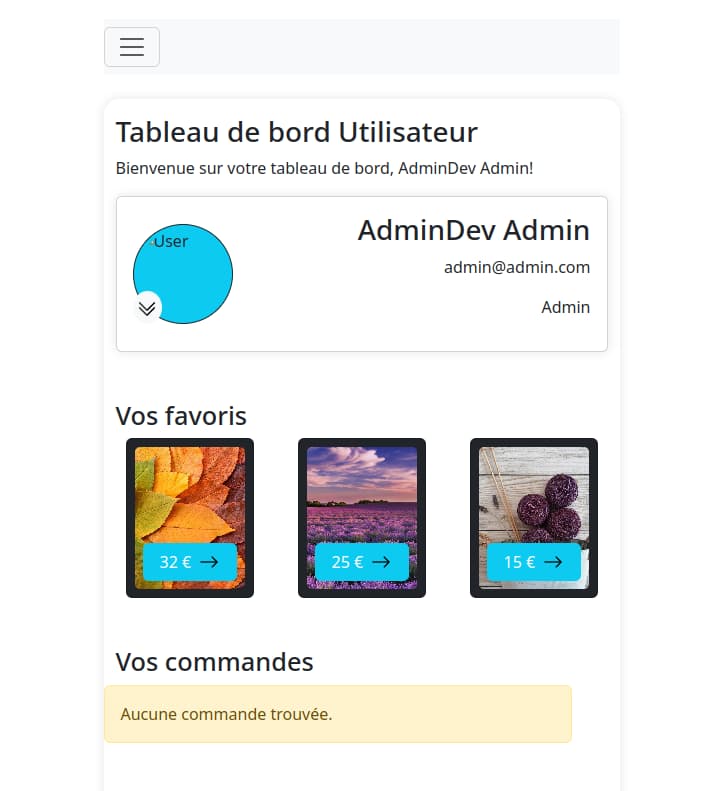 Tableau de bord Utilisateur
Bienvenue sur votre tableau de bord, AdminDev Admin!
User
AdminDev Admin
admin@admin.com
Admin
Vos favoris
32 €
25 €
15 €
Vos commandes
Aucune commande trouvée.